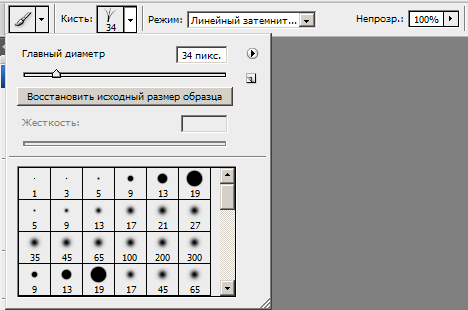 Кисть: 34 Режим: Линейный затемнит... Непрозр.: 100%
Главный диаметр 34 пикс.
Восстановить исходный размер образца
Жесткость:
1 3 5 9 13 19
5 9 13 17 21 27
35 45 65 100 200 300
9 13 19 17 45 65